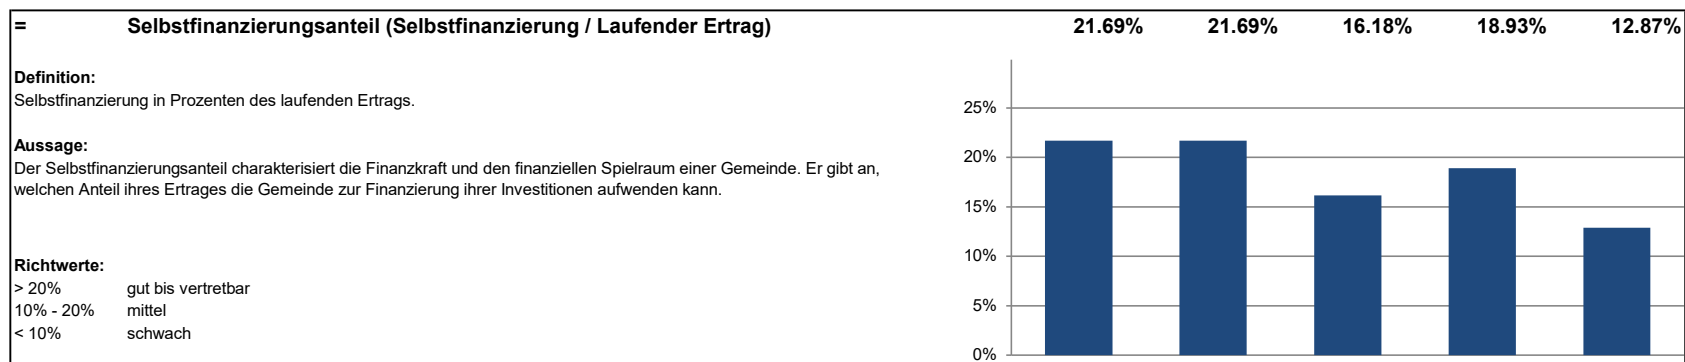 = Selbstfinanzierungsanteil (Selbstfinanzierung / Laufender Ertrag) 21.69% 21.69% 16.18% 18.93% 12.87%
Definition:
Selbstfinanzierung in Prozenten des laufenden Ertrags.
Aussage:
Der Selbstfinanzierungsanteil charakterisiert die Finanzkraft und den finanziellen Spielraum einer Gemeinde. Er gibt an,
welchen Anteil ihres Ertrages die Gemeinde zur Finanzierung ihrer Investitionen aufwenden kann.
Richtwerte:
> 20% gut bis vertretbar
10% - 20% mittel
< 10% schwach
25%
20%
15%
10%
5%
0%